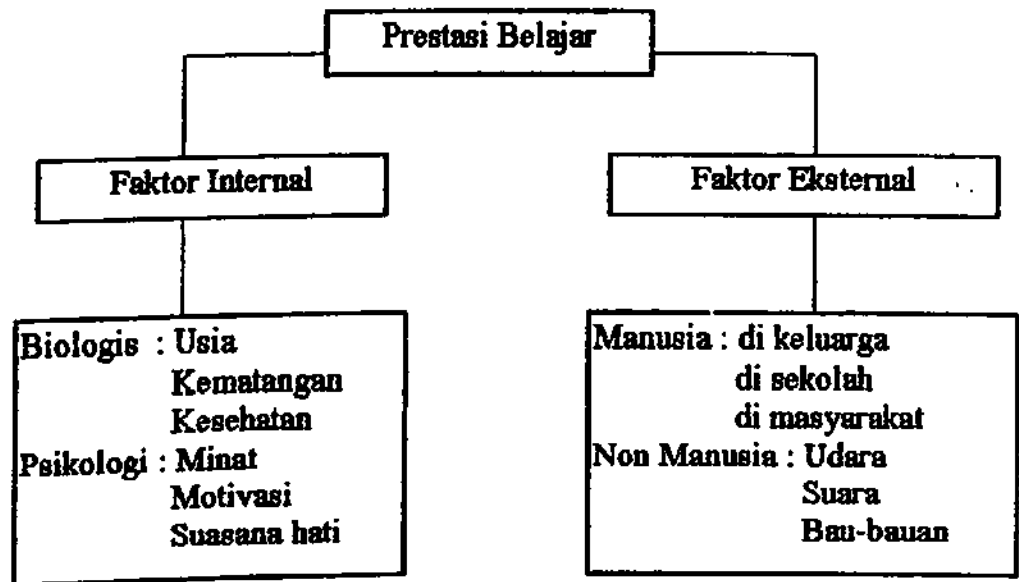 Prestasi Belajar
Faktor Internal
Faktor Eksternal
Biologis : Usia
Kematangan
Kesehatan
Psikologi : Minat
Motivasi
Suasana hati
Manusia : di keluarga
di sekolah
di masyarakat
Non Manusia : Udara
Suara
Bau-bauan